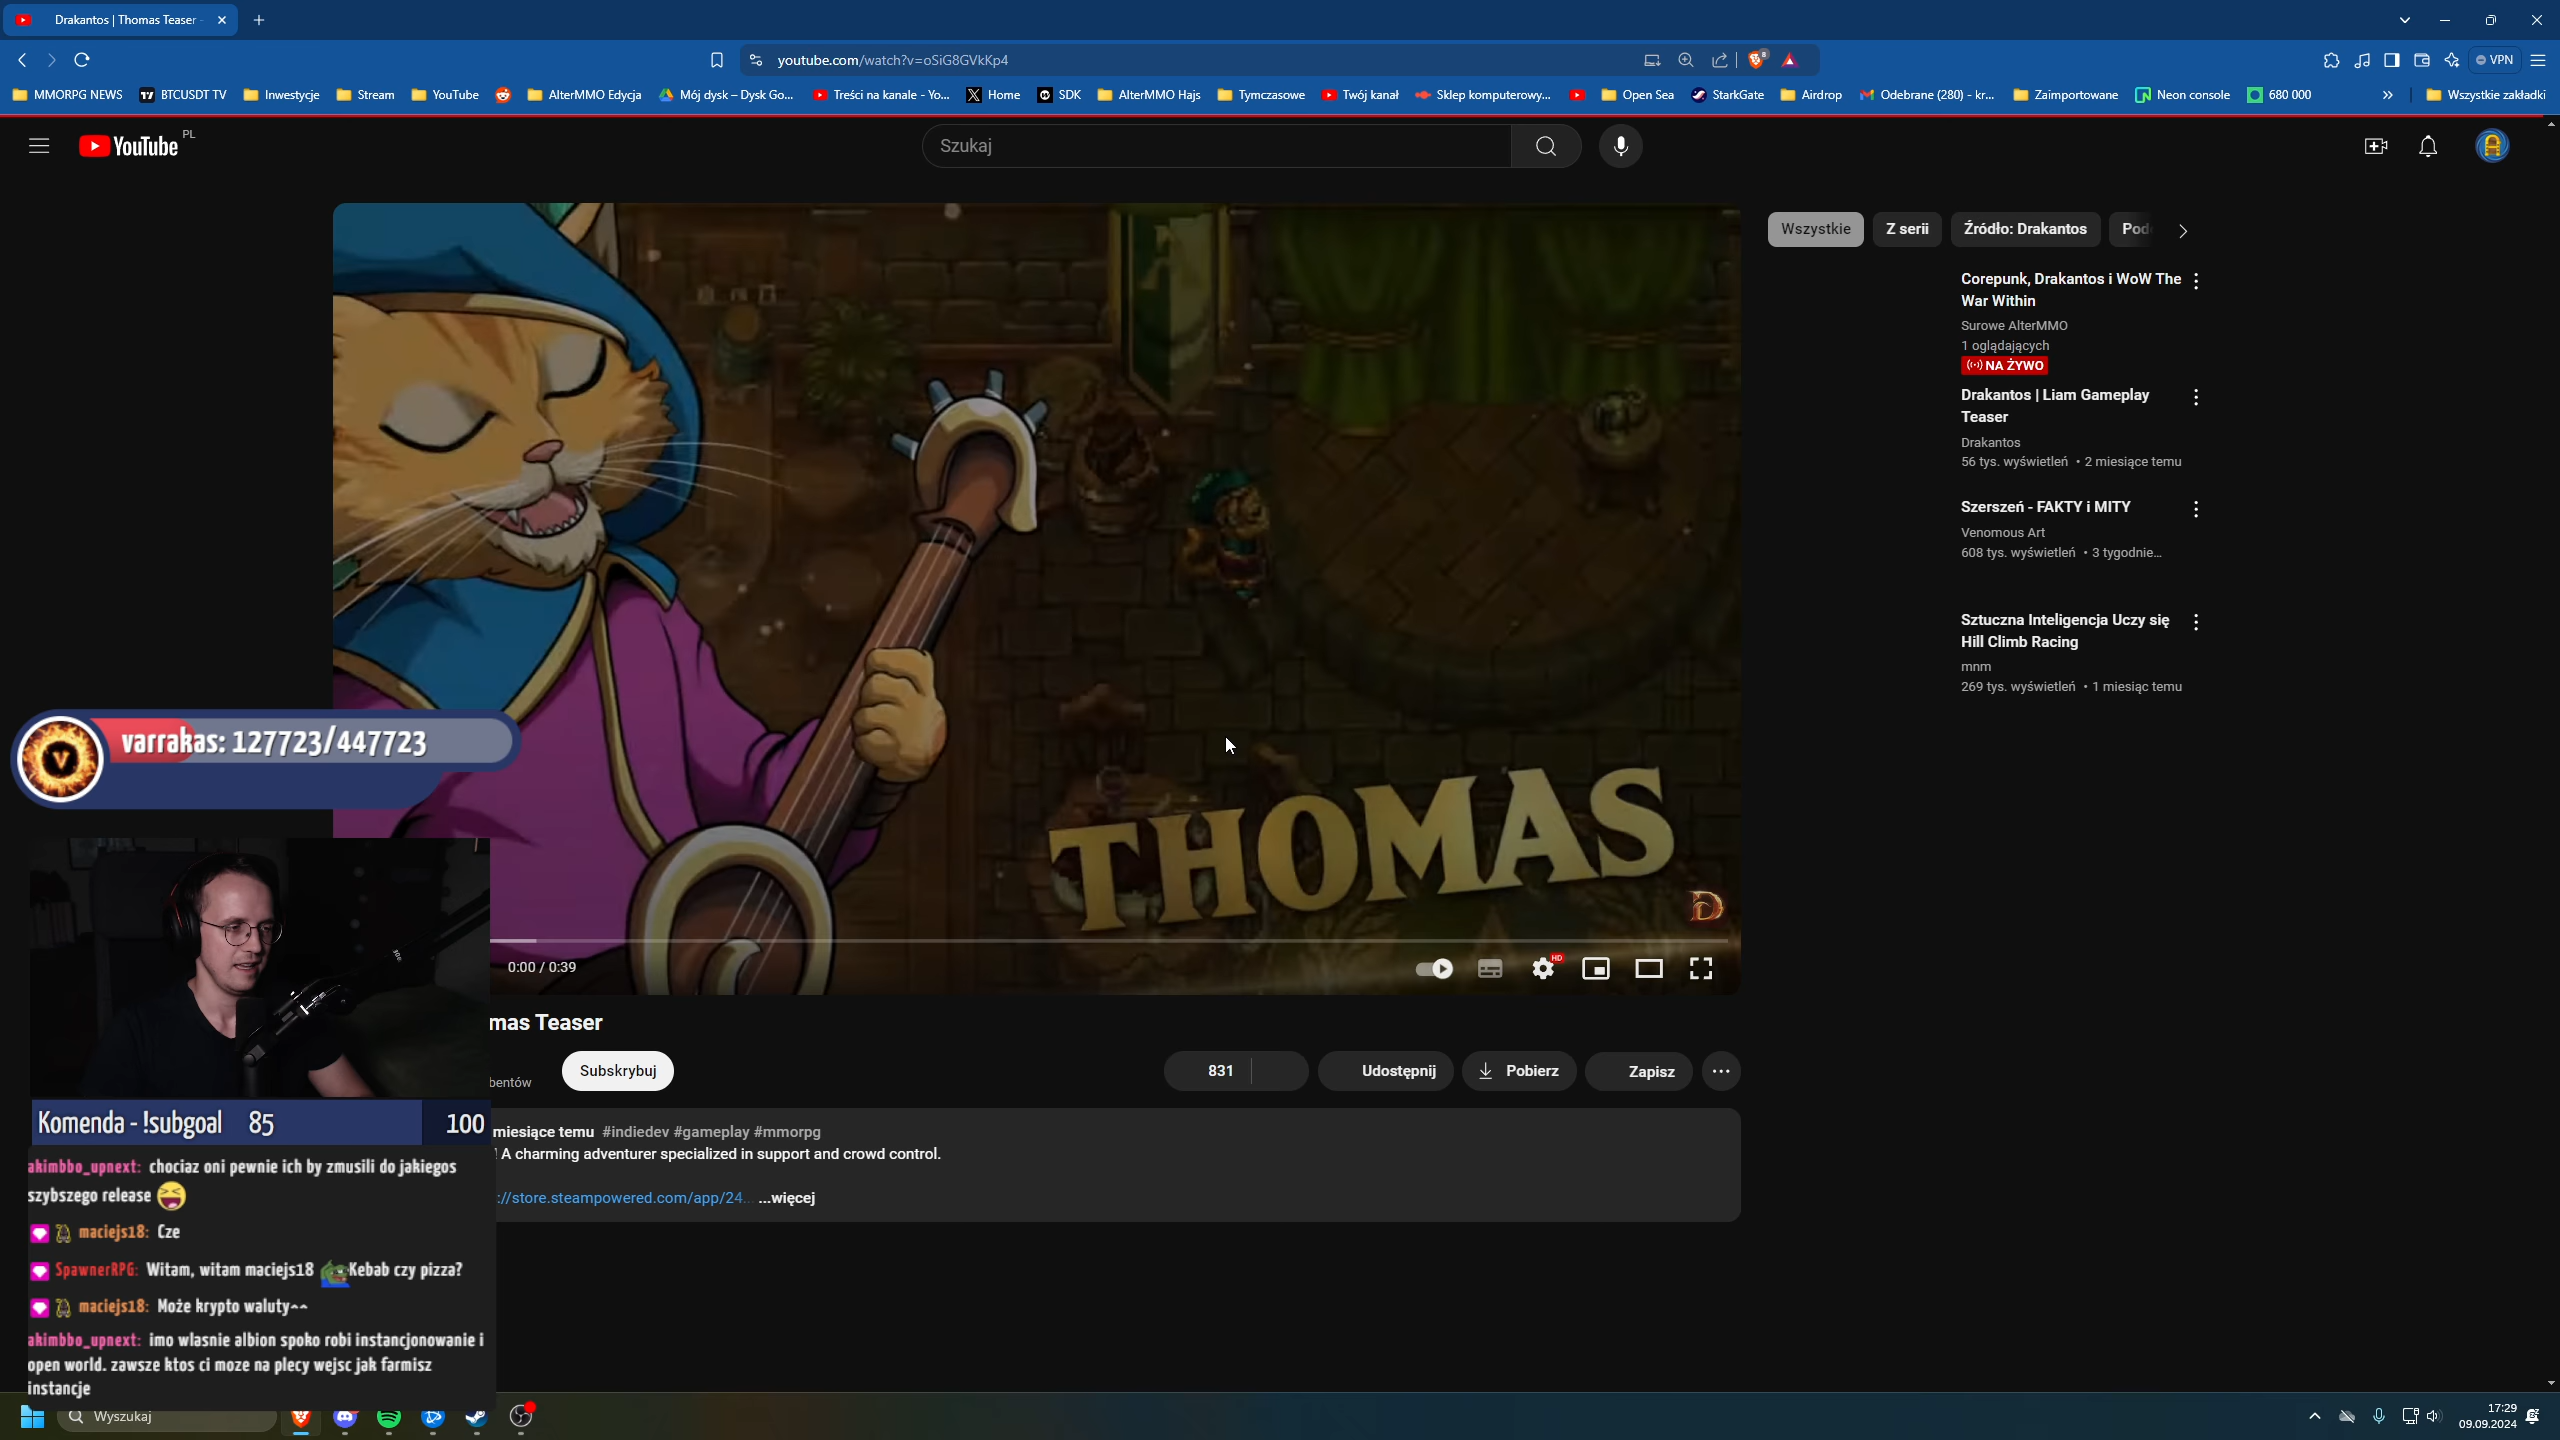 Drakantos | Thomas Teaser -
youtube.com/watch?v=oSiG8GVkKp4
8
VPN
MMORPG NEWS
BTCUSDT TV
Inwestycje
Stream
YouTube
AlterMMO Edycja
Mój dysk – Dysk Go...
Treści na kanale - Yo...
Home
SDK
AlterMMO Hajs
Tymczasowe
Twój kanał
Sklep komputerowy...
Open Sea
StarkGate
Airdrop
Odebrane (280) - kr...
Zaimportowane
Neon console
680 000
Wszystkie zakładki
YouTube PL
Szukaj
Wszystkie
Z serii
Źródło: Drakantos
Corepunk, Drakantos i WoW The
War Within
Surowe AlterMMO
1 oglądających
NA ŻYWO
Drakantos | Liam Gameplay
Teaser
Drakantos
56 tys. wyświetleń • 2 miesiące temu
Szerszeń - FAKTY i MITY
Venomous Art
608 tys. wyświetleń • 3 tygodnie...
Sztuczna Inteligencja Uczy się
Hill Climb Racing
mnm
269 tys. wyświetleń • 1 miesiąc temu
THOMAS
D
V
varrakas: 127723/447723
0:00 / 0:39
HD
mas Teaser
bentów
Subskrybuj
831
Udostępnij
Pobierz
Zapisz
miesiące temu #indiedev #gameplay #mmorpg
! A charming adventurer specialized in support and crowd control.
://store.steampowered.com/app/24... ...więcej
Komenda - !subgoal 85 100
akimbbo_upnext: chociaz oni pewnie ich by zmusili do jakiegos
szybszego release
maciejs18: Cze
SpawnerRPG: Witam, witam maciejs18 Kebab czy pizza?
maciejs18: Może krypto waluty^^
akimbbo_upnext: imo wlasnie albion spoko robi instancjonowanie i
open world. zawsze ktos ci moze na plecy wejsc jak farmisz
instancje
Wyszukaj
17:29
09.09.2024